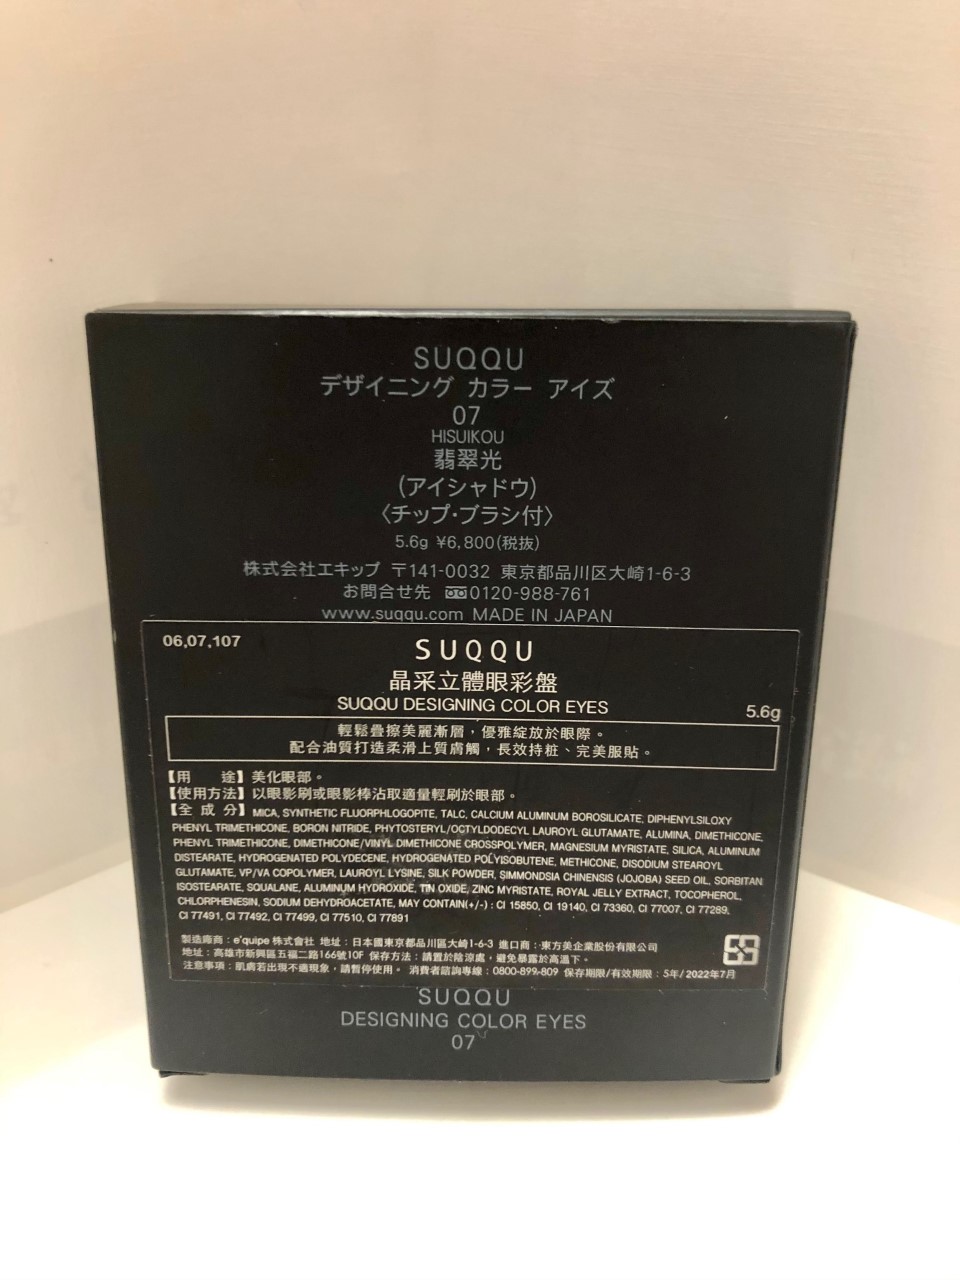 SUQQU
デザイニング カラー アイズ
07
HISUIKOU
翡翠光
(アイシャドウ)
〈チップ・ブラシ付〉
5.6g ¥6,800(税抜)
株式会社エキップ 〒141-0032 東京都品川区大崎1-6-3
お問合せ先 0120-988-761
www.suqqu.com MADE IN JAPAN
06,07,107
SUQQU
晶采立體眼彩盤
SUQQU DESIGNING COLOR EYES
5.6g
輕鬆疊擦美麗漸層,優雅綻放於眼際。
配合油質打造柔滑上質膚觸,長效持粧、完美服貼。
【用 途】美化眼部。
【使用方法】以眼影刷或眼影棒沾取適量輕刷於眼部。
【全 成 分】MICA, SYNTHETIC FLUORPHLOGOPITE, TALC, CALCIUM ALUMINUM BOROSILICATE, DIPHENYLSILOXY
PHENYL TRIMETHICONE, BORON NITRIDE, PHYTOSTERYL/OCTYLDODECYL LAUROYL GLUTAMATE, ALUMINA, DIMETHICONE,
PHENYL TRIMETHICONE, DIMETHICONE/VINYL DIMETHICONE CROSSPOLYMER, MAGNESIUM MYRISTATE, SILICA, ALUMINUM
DISTEARATE, HYDROGENATED POLYDECENE, HYDROGENATED POLYISOBUTENE, METHICONE, DISODIUM STEAROYL
GLUTAMATE, VP/VA COPOLYMER, LAUROYL LYSINE, SILK POWDER, SIMMONDSIA CHINENSIS (JOJOBA) SEED OIL, SORBITAN
ISOSTEARATE, SQUALANE, ALUMINUM HYDROXIDE, TIN OXIDE, ZINC MYRISTATE, ROYAL JELLY EXTRACT, TOCOPHEROL,
CHLORPHENESIN, SODIUM DEHYDROACETATE, MAY CONTAIN(+/-) : CI 15850, CI 19140, CI 73360, CI 77007, CI 77289,
CI 77491, CI 77492, CI 77499, CI 77510, CI 77891
製造廠商:e'quipe 株式會社 地址:日本國東京都品川區大崎1-6-3 進口商:東方美企業股份有限公司
地址:高雄市新興區五福二路166號10F 保存方法:請置於陰涼處,避免暴露於高溫下。
注意事項:肌膚若出現不適現象,請暫停使用。 消費者諮詢專線:0800-899-809 保存期限/有效期限:5年/ 2022年7月
SUQQU
DESIGNING COLOR EYES
07